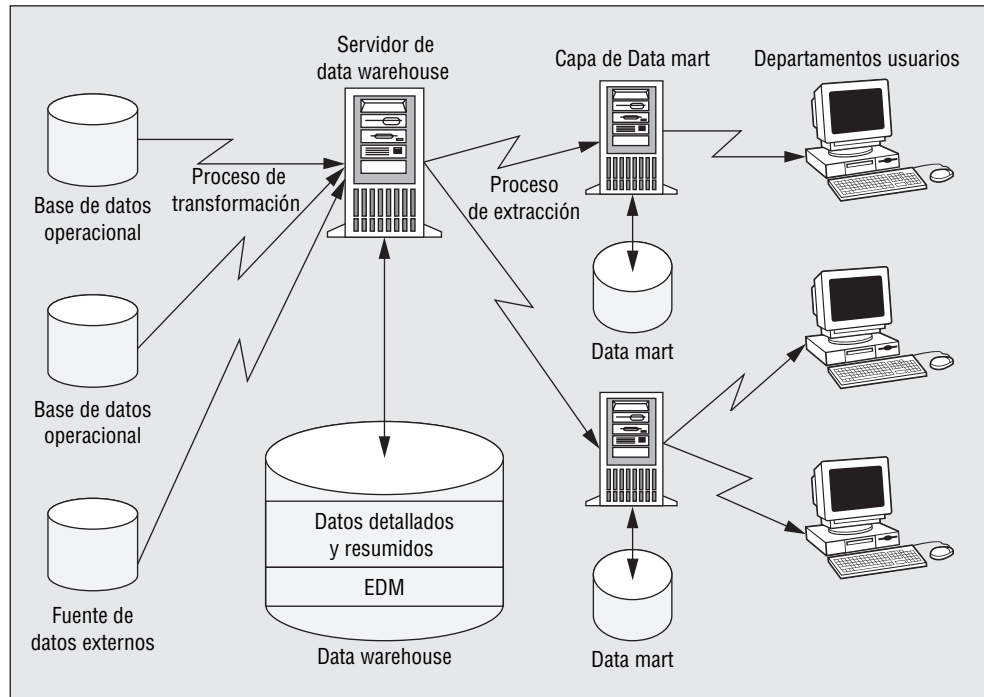 Servidor de
data warehouse
Capa de Data mart
Departamentos usuarios
Proceso de
transformación
Proceso
de extracción
Base de datos
operacional
Data mart
Base de datos
operacional
Datos detallados
y resumidos
EDM
Fuente de
datos externos
Data warehouse
Data mart